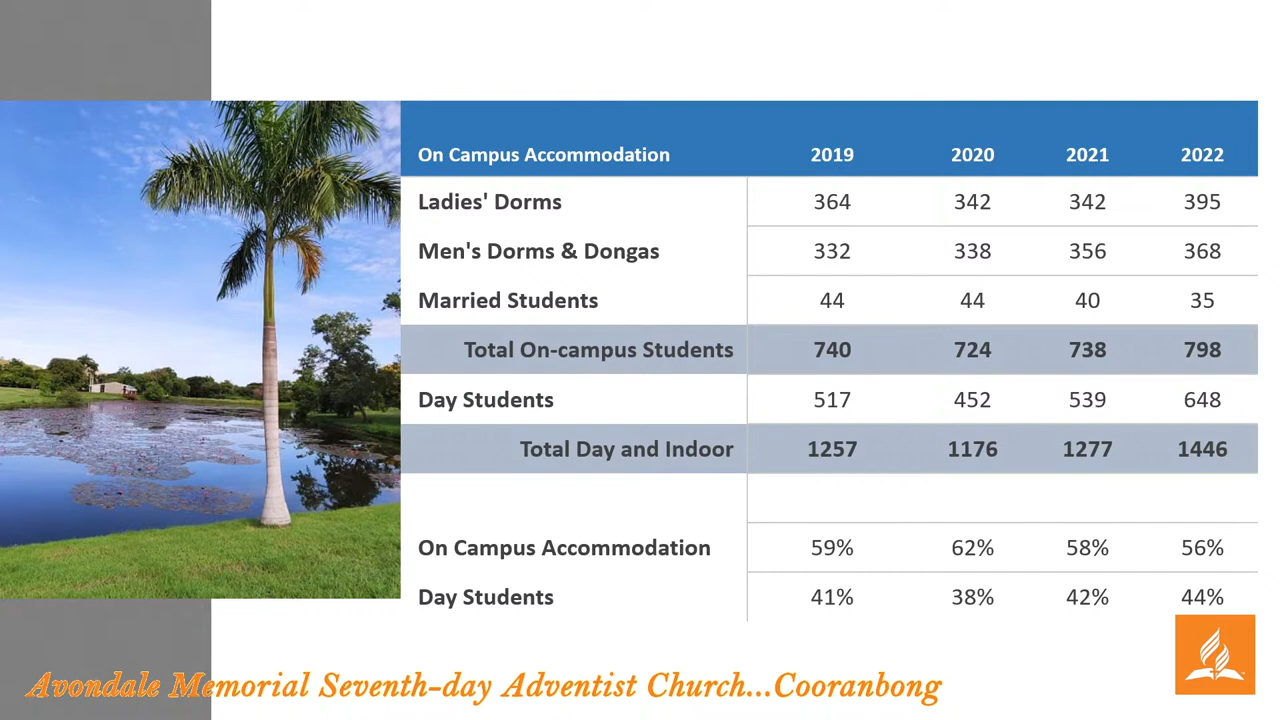 On Campus Accommodation 2019 2020 2021 2022
Ladies' Dorms 364 342 342 395
Men's Dorms & Dongas 332 338 356 368
Married Students 44 44 40 35
Total On-campus Students 740 724 738 798
Day Students 517 452 539 648
Total Day and Indoor 1257 1176 1277 1446
On Campus Accommodation 59% 62% 58% 56%
Day Students 41% 38% 42% 44%
Avondale Memorial Seventh-day Adventist Church...Cooranbong